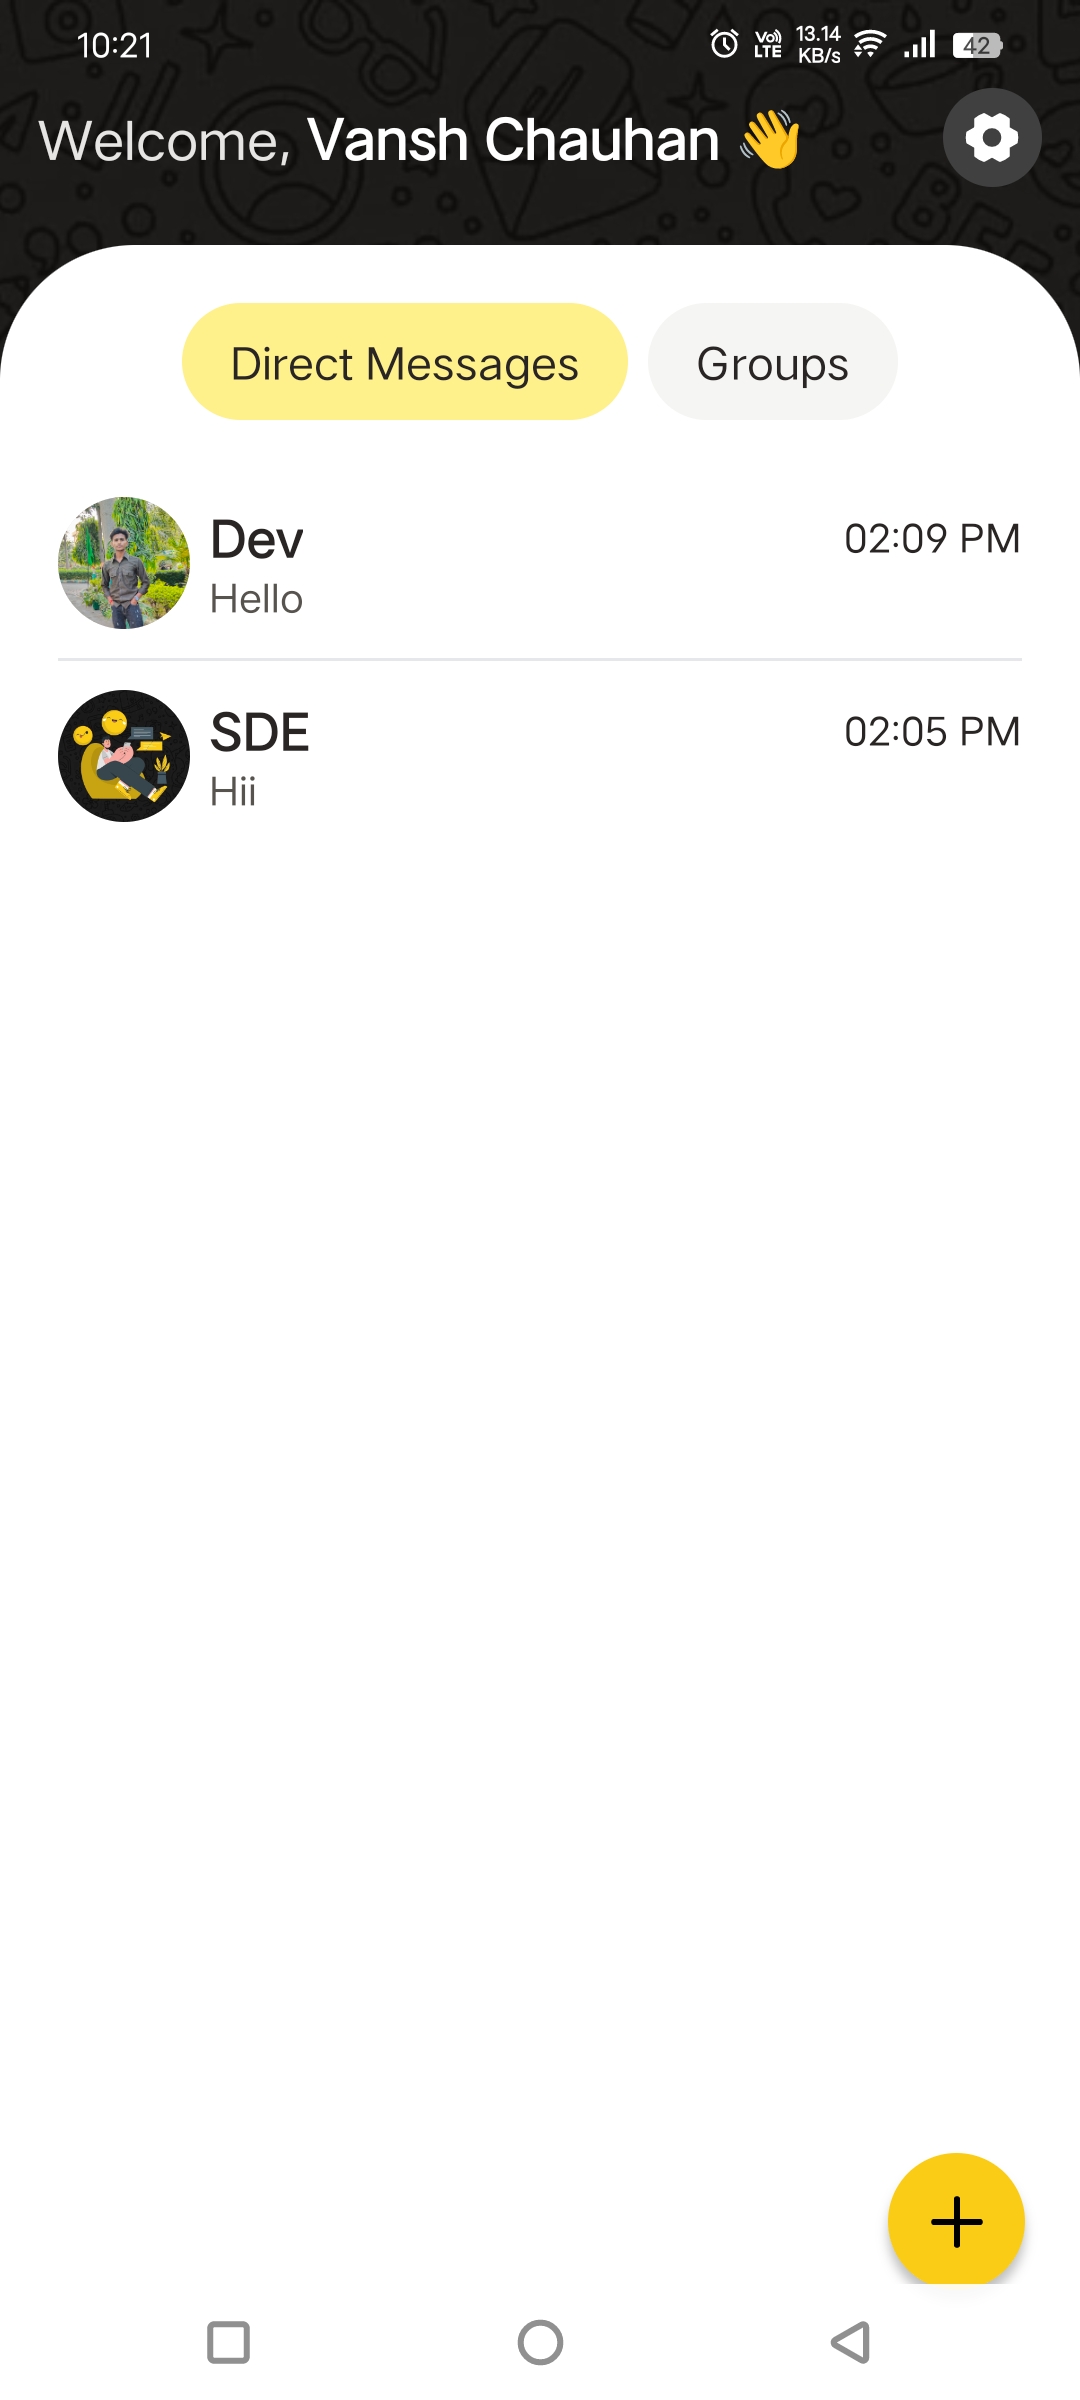 10:21 Vo)) LTE 13.14 KB/s 42
Welcome, Vansh Chauhan 👋
Direct Messages Groups
Dev 02:09 PM
Hello
SDE 02:05 PM
Hii